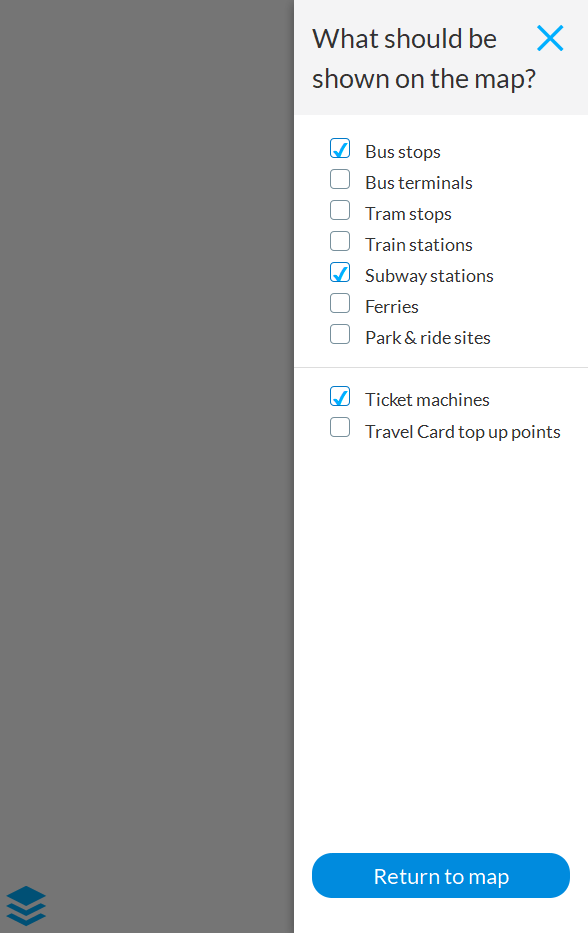 What should be
shown on the map?
Bus stops
Bus terminals
Tram stops
Train stations
Subway stations
Ferries
Park & ride sites
Ticket machines
Travel Card top up points
Return to map